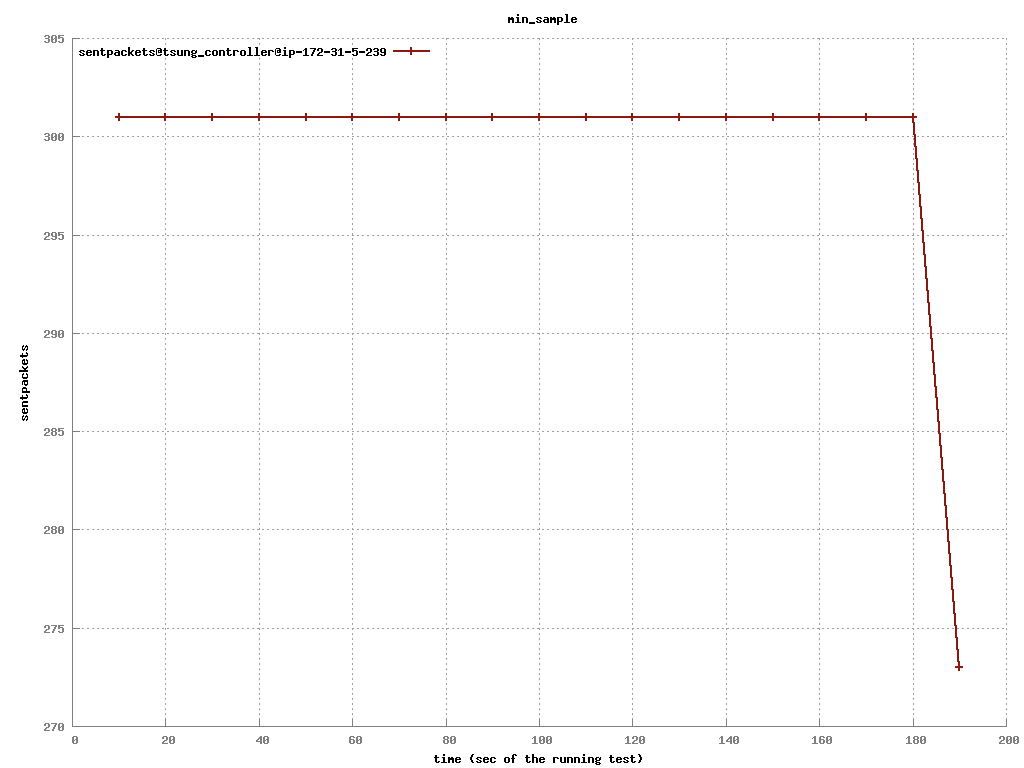 min_sample
305
sentpackets@tsung_controller@ip-172-31-5-239
300
295
290
285
280
275
270
sentpackets
0 20 40 60 80 100 120 140 160 180 200
time (sec of the running test)